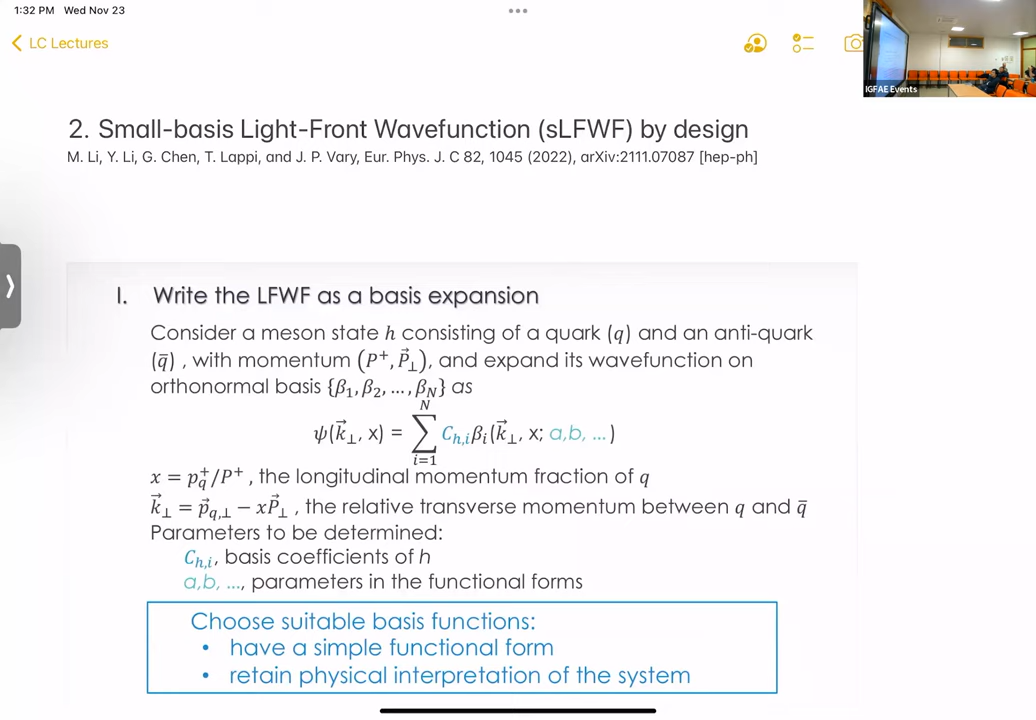 1:32 PM Wed Nov 23
LC Lectures
IGFAE Events
2. Small-basis Light-Front Wavefunction (sLFWF) by design
M. Li, Y. Li, G. Chen, T. Lappi, and J. P. Vary, Eur. Phys. J. C 82, 1045 (2022), arXiv:2111.07087 [hep-ph]
I. Write the LFWF as a basis expansion
Consider a meson state h consisting of a quark (q) and an anti-quark
(q̄) , with momentum (P⁺, P⃗⊥), and expand its wavefunction on
orthonormal basis {β₁, β₂, ..., β_N} as
ψ(k⃗⊥, x) = ∑_{i=1}^{N} C_{h,i}β_i(k⃗⊥, x; a,b, ...)
x = p_q⁺/P⁺ , the longitudinal momentum fraction of q
k⃗⊥ = p⃗_{q,⊥} − xP⃗⊥ , the relative transverse momentum between q and q̄
Parameters to be determined:
C_{h,i}, basis coefficients of h
a,b, ..., parameters in the functional forms
Choose suitable basis functions:
• have a simple functional form
• retain physical interpretation of the system